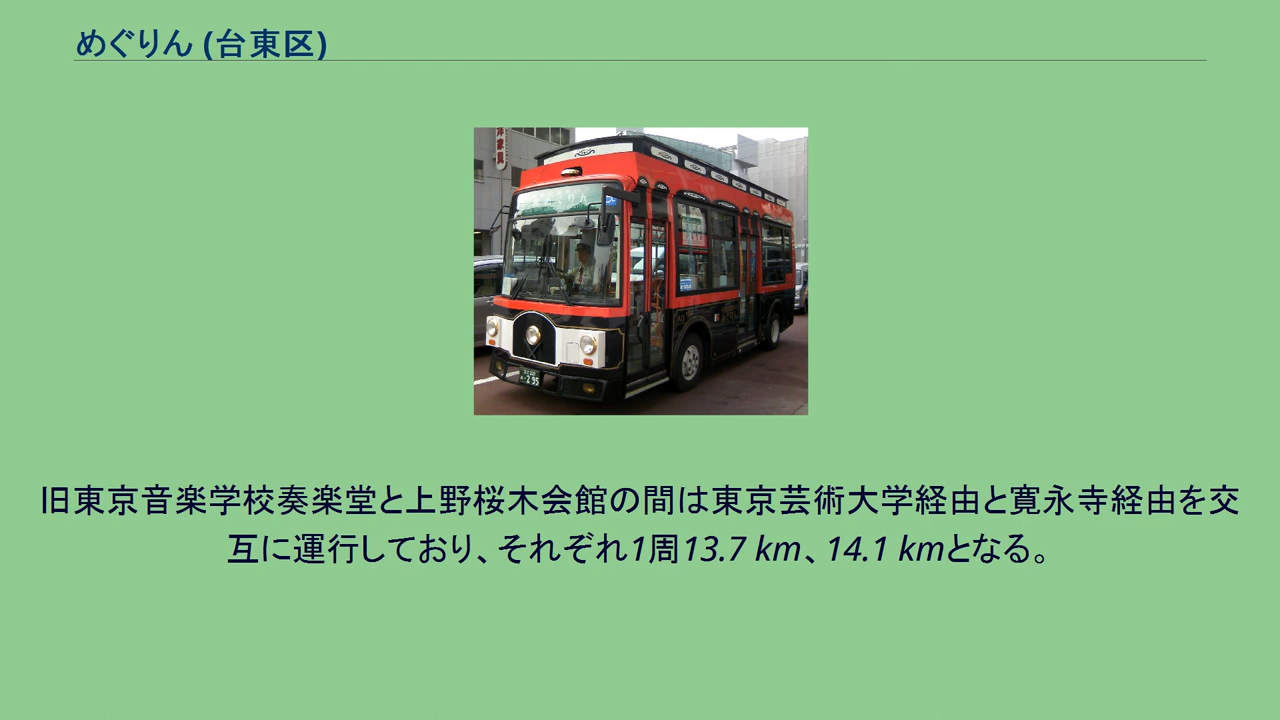 めぐりん (台東区)
家具
295
旧東京音楽学校奏楽堂と上野桜木会館の間は東京芸術大学経由と寛永寺経由を交
互に運行しており、それぞれ1周13.7 km、14.1 kmとなる。